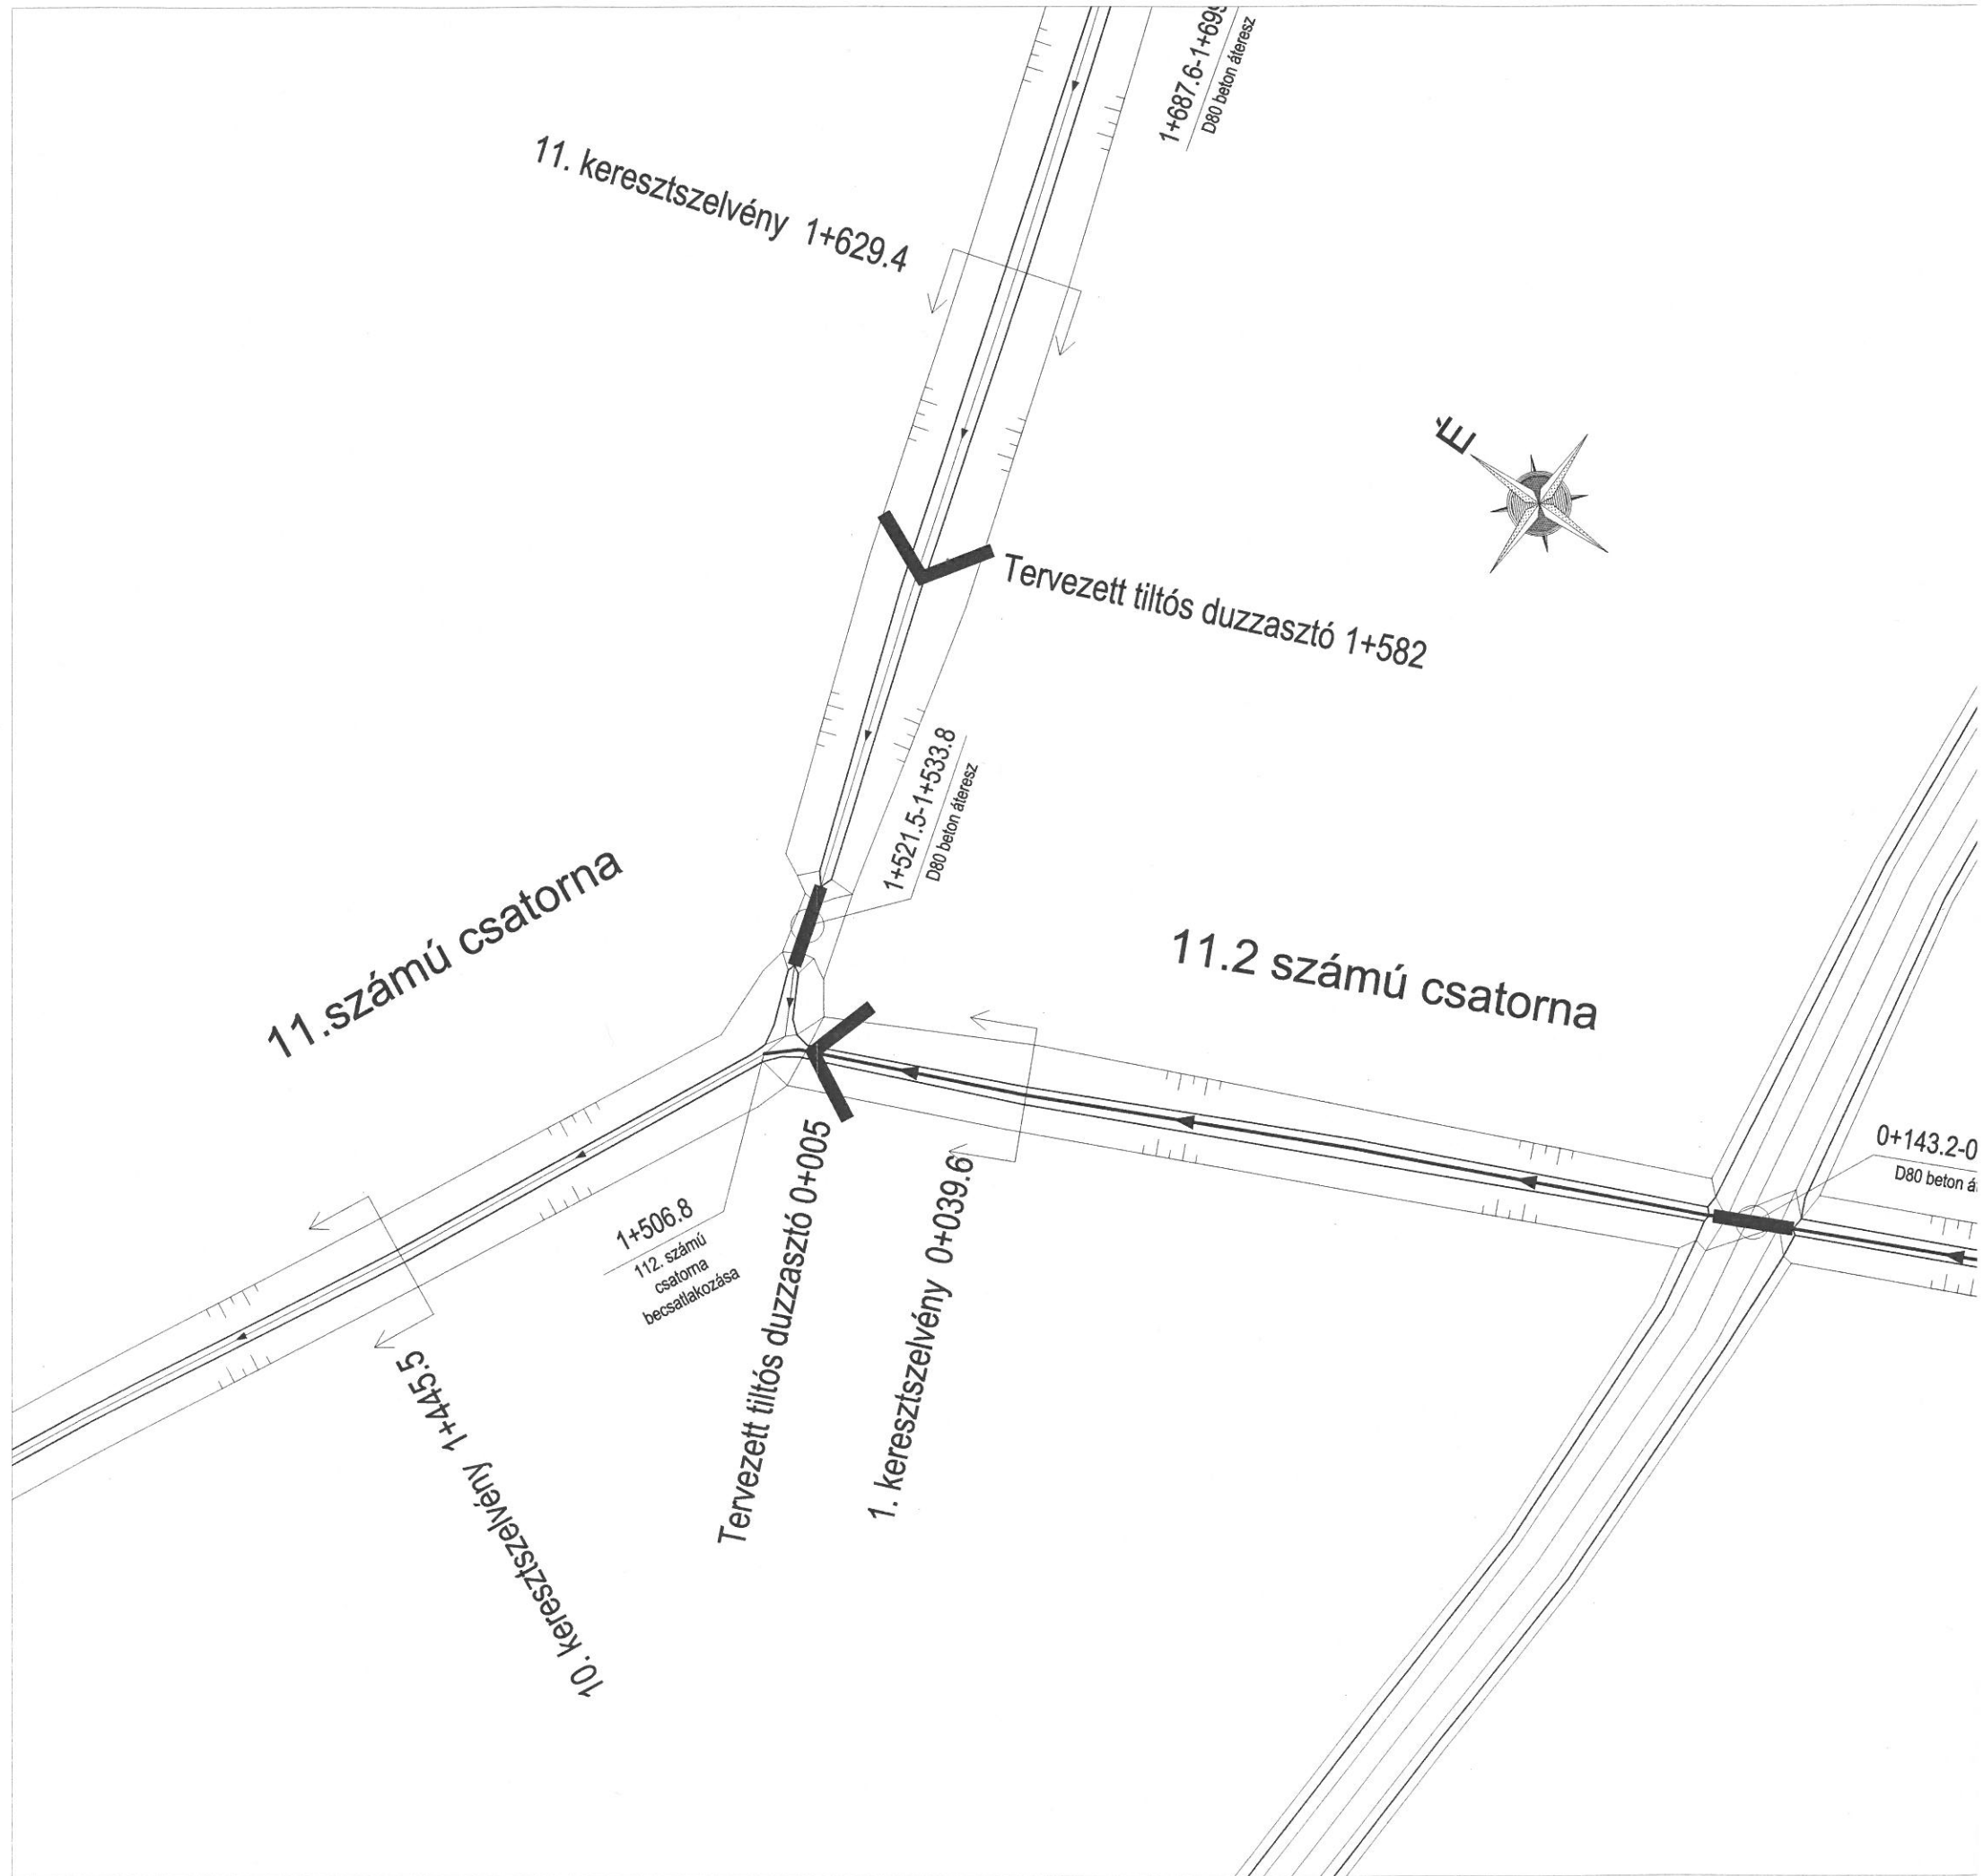 1+687.6-1+69
D80 beton áteresz
11. keresztszelvény 1+629.4
É
Tervezett tiltós duzzasztó 1+582
1+521.5-1+533.8
D80 beton áteresz
11.számú csatorna
11.2 számú csatorna
0+143.2-0
D80 beton á
1+506.8
112. számú
csatorna
becsatlakozása
Tervezett tiltós duzzasztó 0+005
1. keresztszelvény 0+039.6
10. keresztszelvény 1+445.5